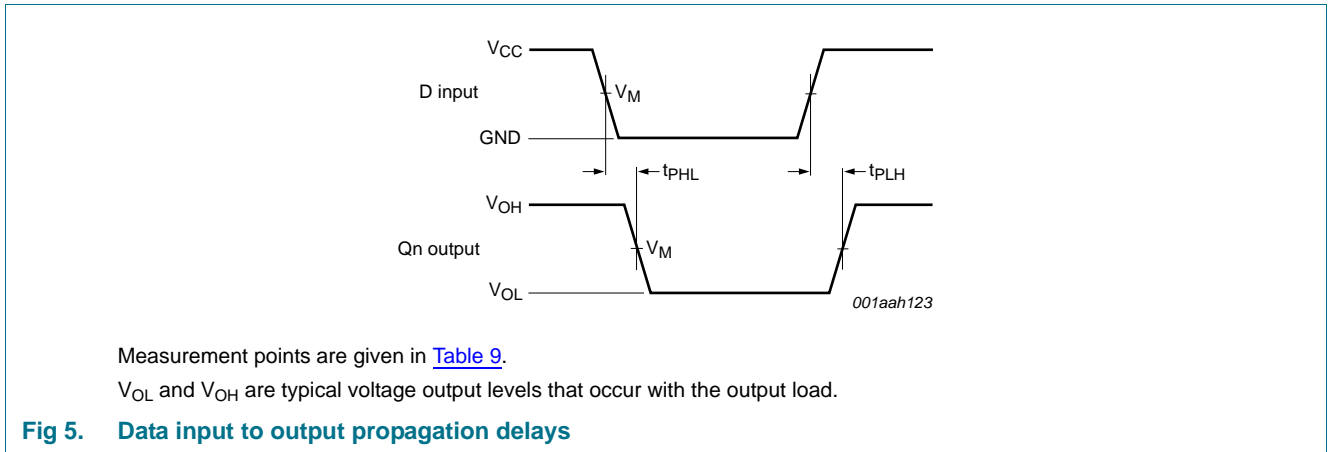 VCC
D input
VM
GND
tPHL
tPLH
VOH
Qn output
VM
VOL
001aah123
Measurement points are given in Table 9.
VOL and VOH are typical voltage output levels that occur with the output load.
Fig 5. Data input to output propagation delays